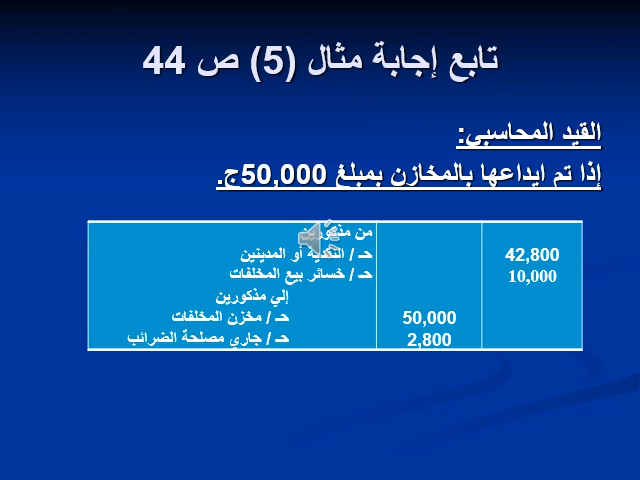 تابع إجابة مثال (5) ص 44
القيد المحاسبي:
إذا تم ايداعها بالمخازن بمبلغ 50,000ج.
من مذكورين
42,800 حـ / النقدية أو المدينين
10,000 حـ / خسائر بيع المخلفات
إلي مذكورين
50,000 حـ / مخزن المخلفات
2,800 حـ / جاري مصلحة الضرائب